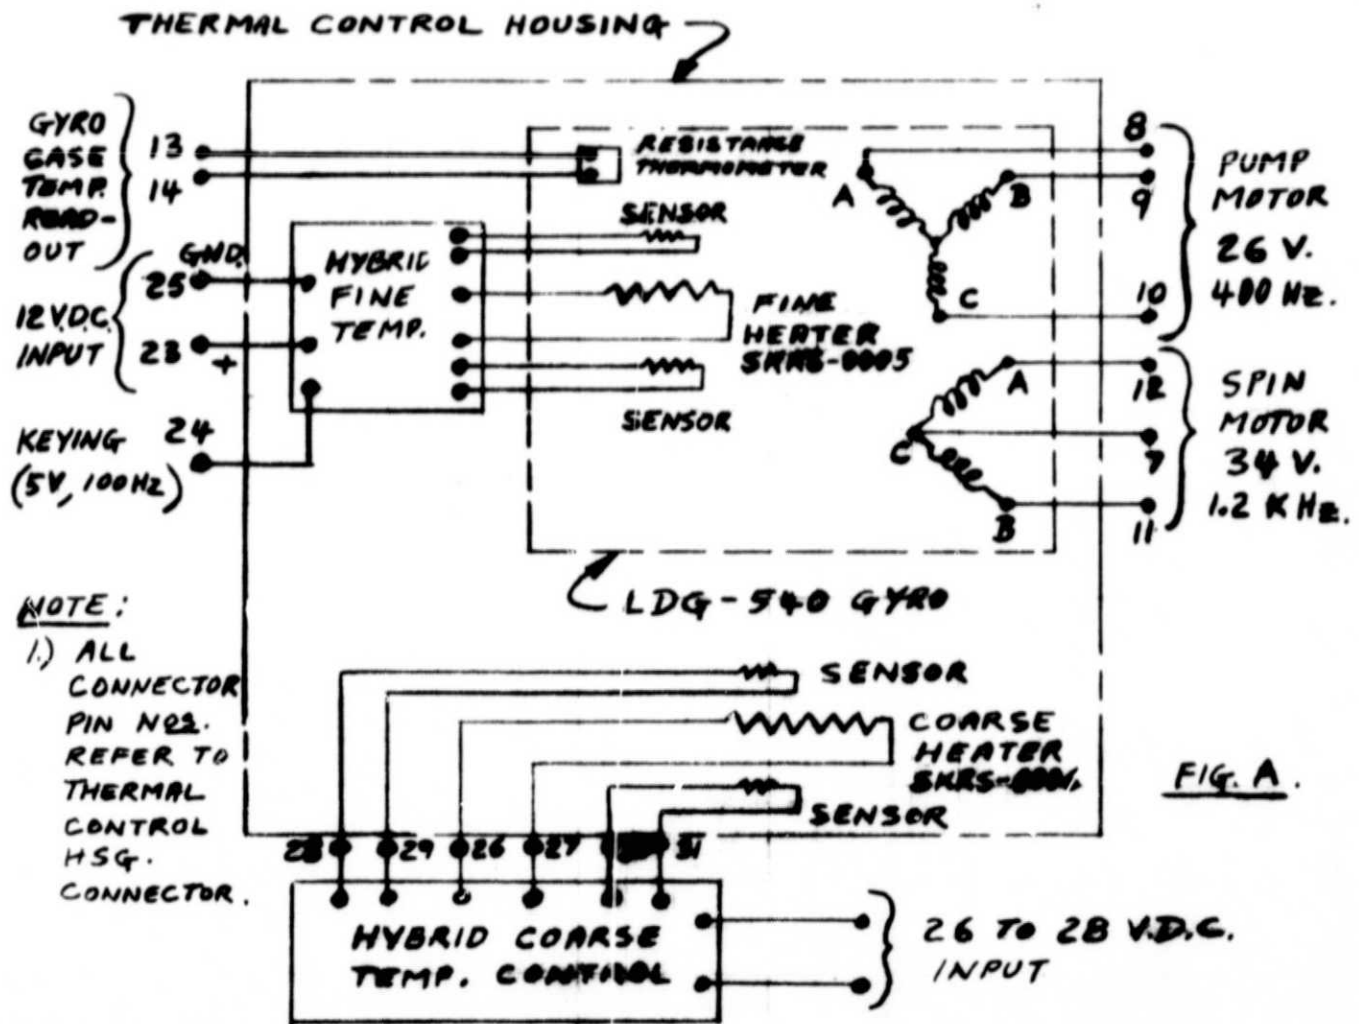 THERMAL CONTROL HOUSING
GYRO
CASE
TEMP.
READ-
OUT
13
14
RESISTANCE
THERMOMETER
SENSOR
GND.
25
12 V.D.C.
INPUT
23
+
HYBRID
FINE
TEMP.
FINE
HEATER
SENSOR
KEYING
24
(5V, 100HZ)
A
B
C
8
9
10
PUMP
MOTOR
26 V.
400 HZ.
A
C
B
12
7
11
SPIN
MOTOR
34 V.
1.2 K HZ.
LDG-540 GYRO
NOTE:
1.) ALL
CONNECTOR
PIN NOS.
REFER TO
THERMAL
CONTROL
HSG.
CONNECTOR.
SENSOR
COARSE
HEATER
SENSOR
FIG. A.
28
29
26
27
31
HYBRID COARSE
TEMP. CONTROL
26 TO 28 V.D.C.
INPUT